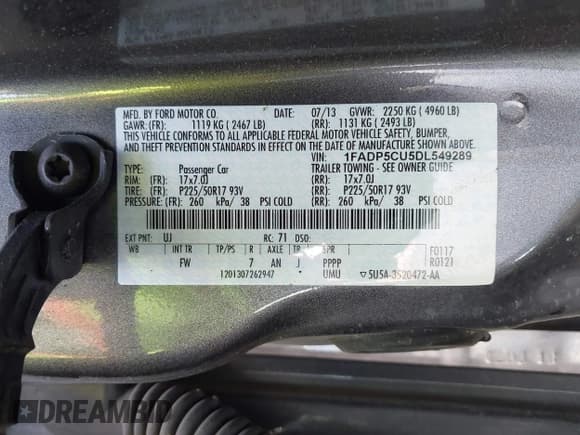 MFD. BY FORD MOTOR CO. DATE: 07/13 GVWR: 2250 KG ( 4960 LB)
GAWR: (FR): 1119 KG ( 2467 LB) (RR): 1131 KG ( 2493 LB)
THIS VEHICLE CONFORMS TO ALL APPLICABLE FEDERAL MOTOR VEHICLE SAFETY, BUMPER,
AND THEFT PREVENTION STANDARDS IN EFFECT ON THE DATE OF MANUFACTURE SHOWN ABOVE.
VIN: 1FADP5CU5DL549289
TYPE: Passenger Car TRAILER TOWING - SEE OWNER GUIDE
RIM: (FR): 17x7.0J (RR): 17x7.0J
TIRES: (FR): P225/50R17 93V (RR): P225/50R17 93V
PRESSURE: (FR): 260 kPa/ 38 PSI COLD (RR): 260 kPa/ 38 PSI COLD
EXT PNT: UJ RC: 71 DSO:
WB INT TR TP/PS R AXLE TR SPR F0117
FW 7 AN J PPPP R0121
1201307262947 UMU ▽5U5A-3520472-AA
DREAMBID